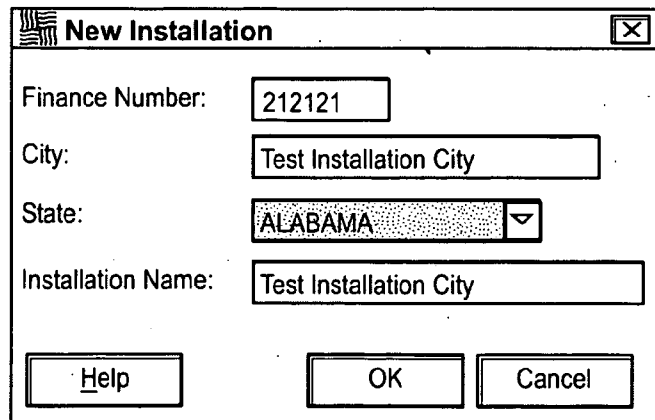 New Installation
Finance Number: 212121
City: Test Installation City
State: ALABAMA
Installation Name: Test Installation City
Help OK Cancel